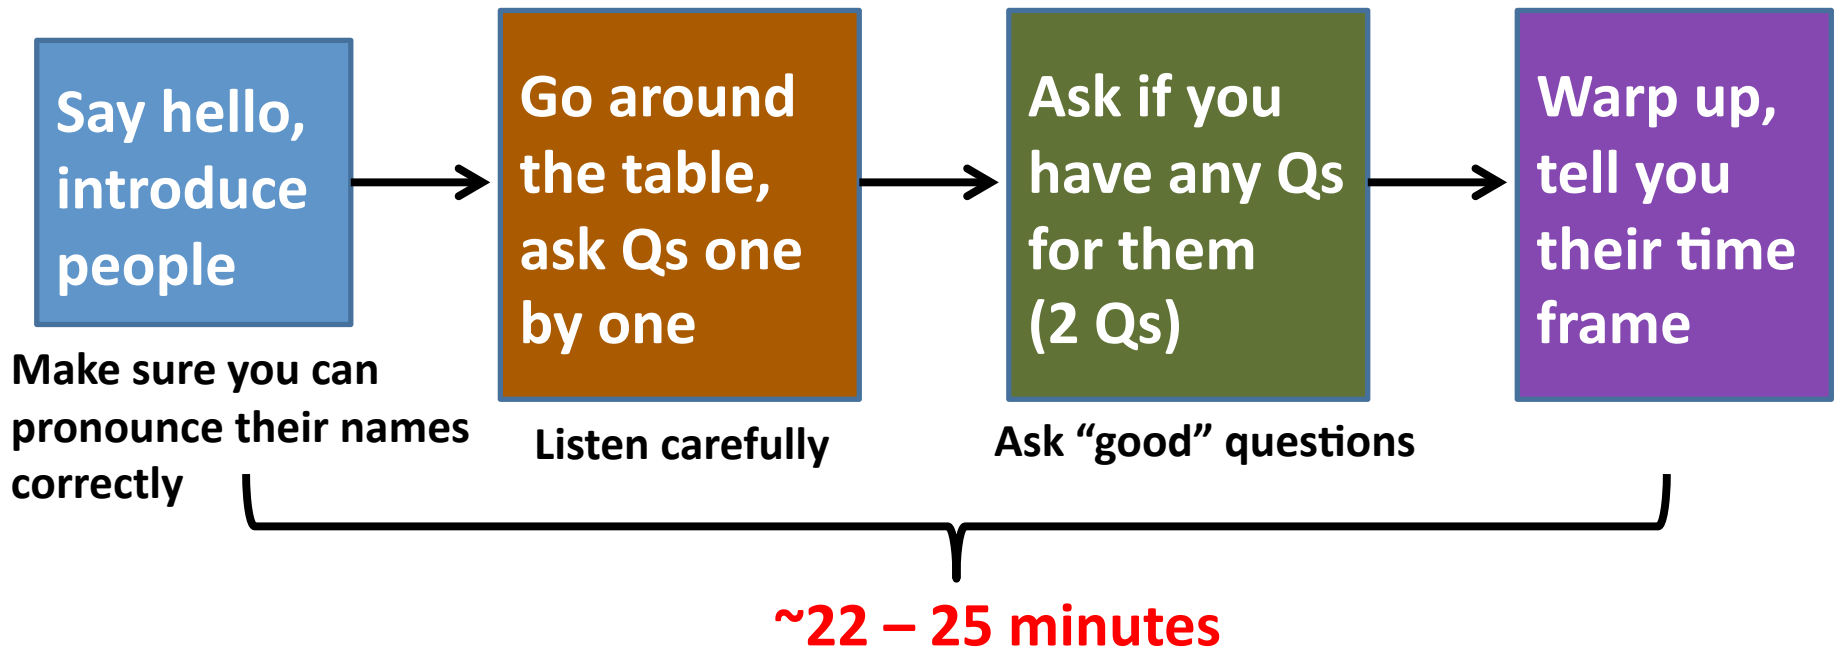 Say hello,
introduce
people
Make sure you can
pronounce their names
correctly
Go around
the table,
ask Qs one
by one
Listen carefully
Ask if you
have any Qs
for them
(2 Qs)
Ask “good” questions
Warp up,
tell you
their time
frame
~22 – 25 minutes